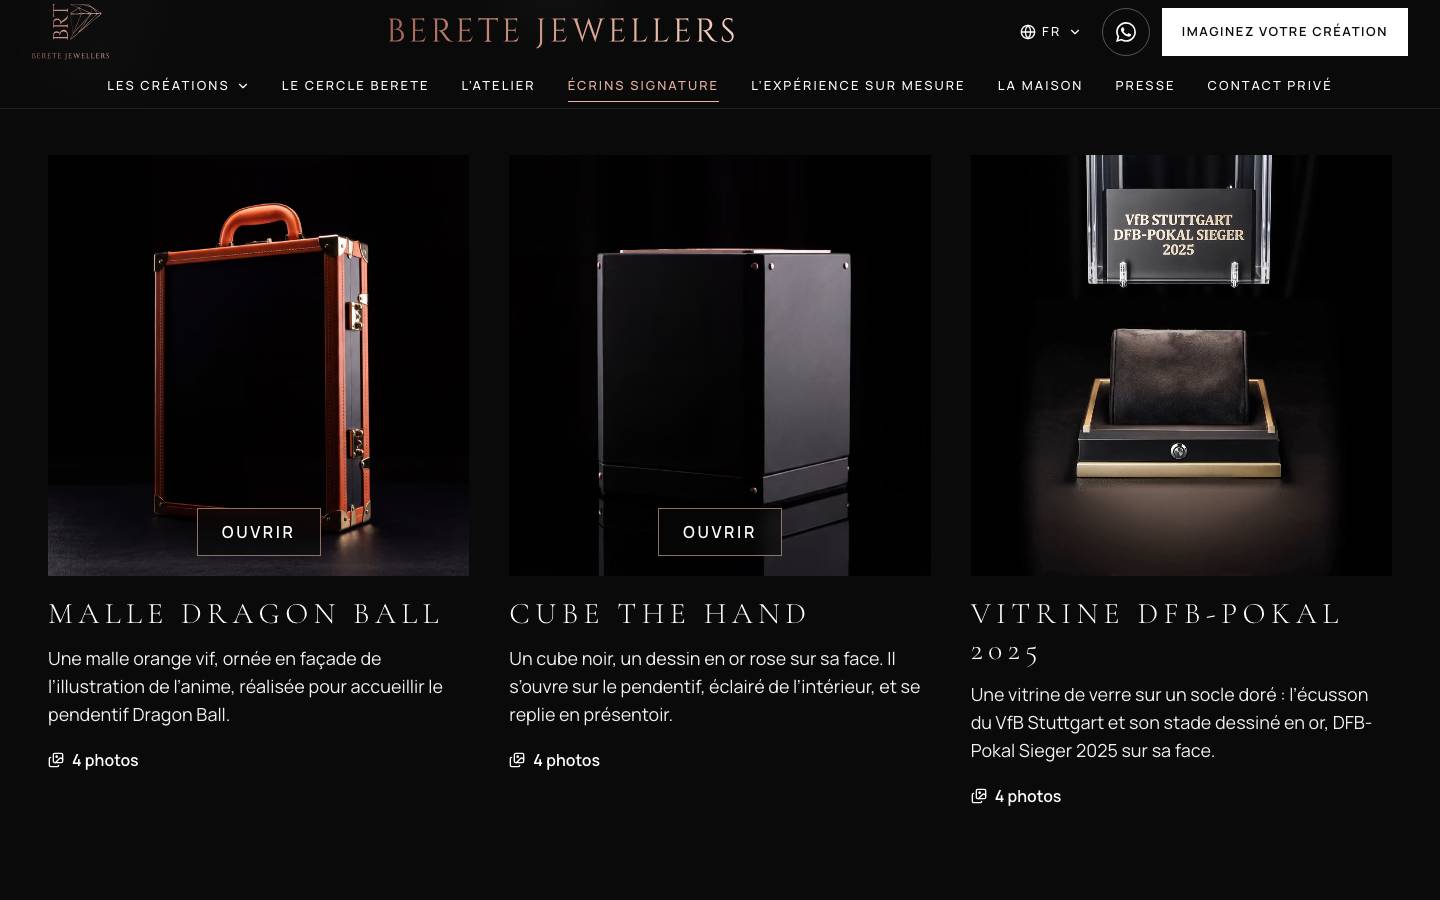 BRT
BERETE JEWELLERS
BERETE JEWELLERS
FR
IMAGINEZ VOTRE CRÉATION
LES CRÉATIONS
LE CERCLE BERETE
L'ATELIER
ÉCRINS SIGNATURE
L'EXPÉRIENCE SUR MESURE
LA MAISON
PRESSE
CONTACT PRIVÉ
OUVRIR
OUVRIR
VfB STUTTGART
DFB-POKAL SIEGER
2025
MALLE DRAGON BALL
Une malle orange vif, ornée en façade de
l'illustration de l'anime, réalisée pour accueillir le
pendentif Dragon Ball.
4 photos
CUBE THE HAND
Un cube noir, un dessin en or rose sur sa face. Il
s'ouvre sur le pendentif, éclairé de l'intérieur, et se
replie en présentoir.
4 photos
VITRINE DFB-POKAL
2025
Une vitrine de verre sur un socle doré : l'écusson
du VfB Stuttgart et son stade dessiné en or, DFB-
Pokal Sieger 2025 sur sa face.
4 photos